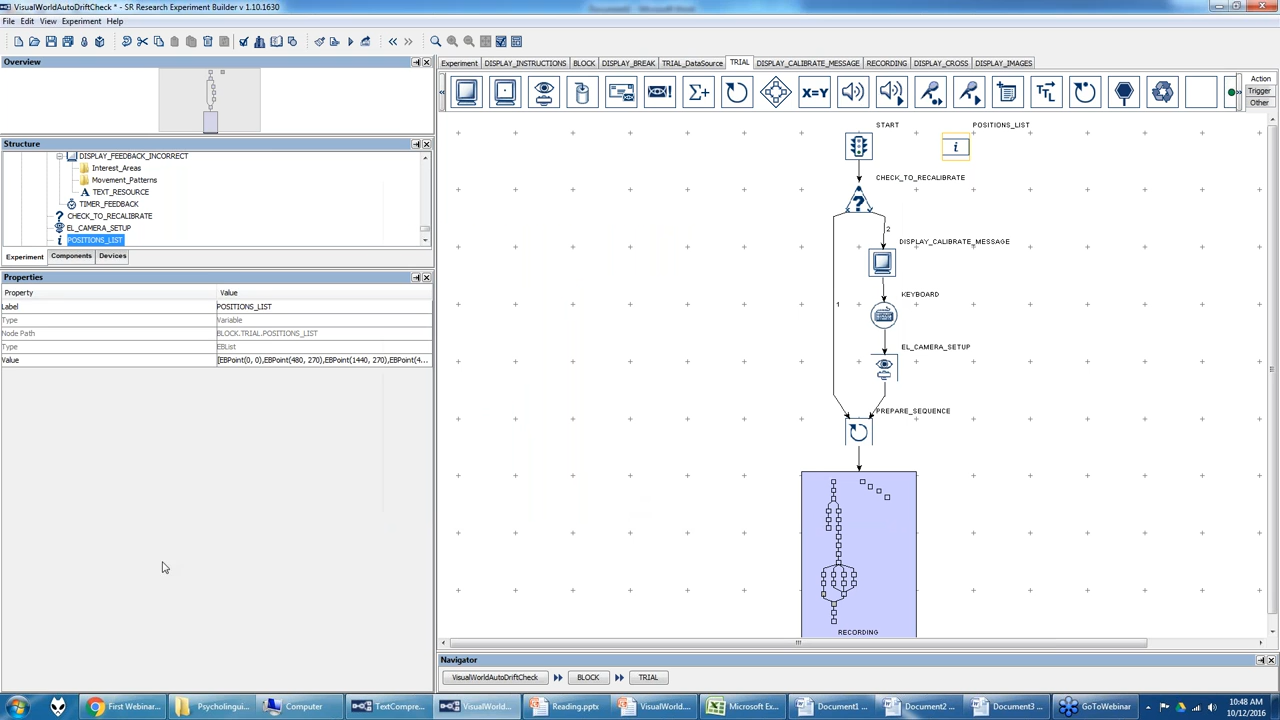 VisualWorldAutoDriftCheck * - SR Research Experiment Builder v 1.10.1630
File Edit View Experiment Help
Overview
Experiment DISPLAY_INSTRUCTIONS BLOCK DISPLAY_BREAK TRIAL_DataSource TRIAL DISPLAY_CALIBRATE_MESSAGE RECORDING DISPLAY_CROSS DISPLAY_IMAGES
Action
Trigger
Other
Structure
DISPLAY_FEEDBACK_INCORRECT
Interest_Areas
Movement_Patterns
TEXT_RESOURCE
TIMER_FEEDBACK
CHECK_TO_RECALIBRATE
EL_CAMERA_SETUP
POSITIONS_LIST
Experiment Components Devices
Properties
Property Value
Label POSITIONS_LIST
Type Variable
Node Path BLOCK.TRIAL.POSITIONS_LIST
Type EBList
Value [EBPoint(0, 0),EBPoint(480, 270),EBPoint(1440, 270),EBPoint(4...
X=Y
TTL
START
POSITIONS_LIST
CHECK_TO_RECALIBRATE
2
DISPLAY_CALIBRATE_MESSAGE
KEYBOARD
1
EL_CAMERA_SETUP
PREPARE_SEQUENCE
RECORDING
Navigator
VisualWorldAutoDriftCheck BLOCK TRIAL
First Webinar... Psycholingui... Computer TextCompre... VisualWorld... Reading.pptx VisualWorld... Microsoft Ex... Document1 ... Document2 ... Document3 ... GoToWebinar
10:48 AM
10/12/2016